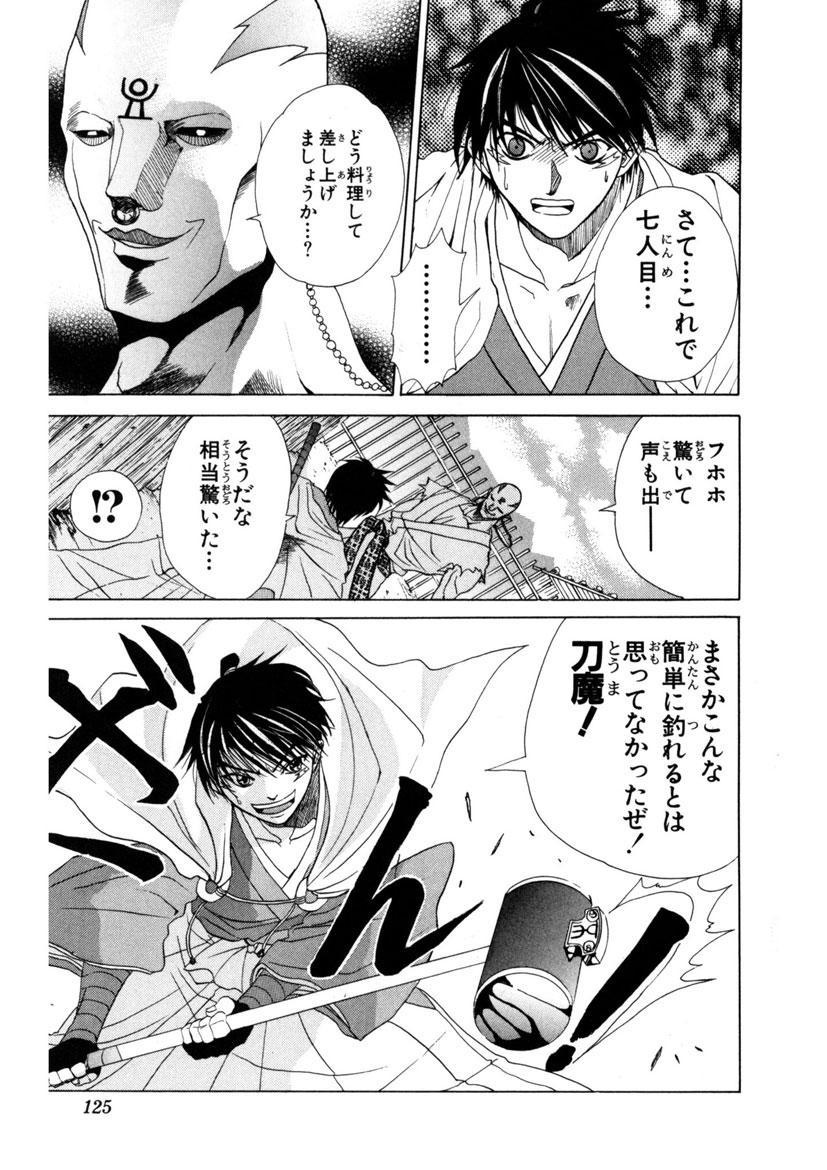 さて…これで
七人目…
………
どう料理して
差し上げ
ましょうか…?
フホホ
驚いて
声も出──
そうだな
相当驚いた…
!?
まさかこんな
簡単に釣れるとは
思ってなかったぜ!
刀魔!
ざん!
125